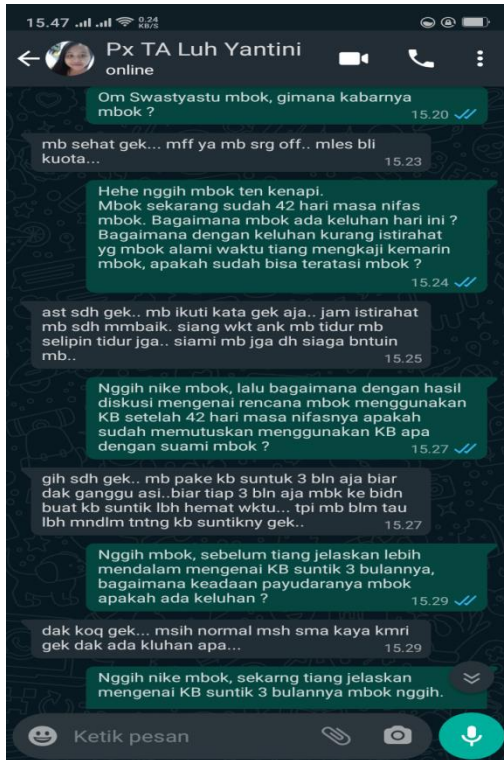 15.47 0.24 KB/S
Px TA Luh Yantini
online
Om Swastyastu mbok, gimana kabarnya
mbok ?
15.20
mb sehat gek... mff ya mb srg off.. mles bli
kuota...
15.23
Hehe nggih mbok ten kenapi.
Mbok sekarang sudah 42 hari masa nifas
mbok. Bagaimana mbok ada keluhan hari ini ?
Bagaimana dengan keluhan kurang istirahat
yg mbok alami waktu tiang mengkaji kemarin
mbok, apakah sudah bisa teratasi mbok ?
15.24
ast sdh gek.. mb ikuti kata gek aja.. jam istirahat
mb sdh mmbaik. siang wkt ank mb tidur mb
selipin tidur jga.. siami mb jga dh siaga bntuin
mb..
15.25
Nggih nike mbok, lalu bagaimana dengan hasil
diskusi mengenai rencana mbok menggunakan
KB setelah 42 hari masa nifasnya apakah
sudah memutuskan menggunakan KB apa
dengan suami mbok ?
15.27
gih sdh gek.. mb pake kb suntuk 3 bln aja biar
dak ganggu asi..biar tiap 3 bln aja mbk ke bidn
buat kb suntik lbh hemat wktu... tpi mb blm tau
lbh mndlm tntng kb suntikny gek..
15.27
Nggih mbok, sebelum tiang jelaskan lebih
mendalam mengenai KB suntik 3 bulannya,
bagaimana keadaan payudaranya mbok
apakah ada keluhan ?
15.29
dak koq gek... msih normal msh sma kaya kmri
gek dak ada kluhan apa...
15.29
Nggih nike mbok, sekarng tiang jelaskan
mengenai KB suntik 3 bulannya mbok nggih.
Ketik pesan